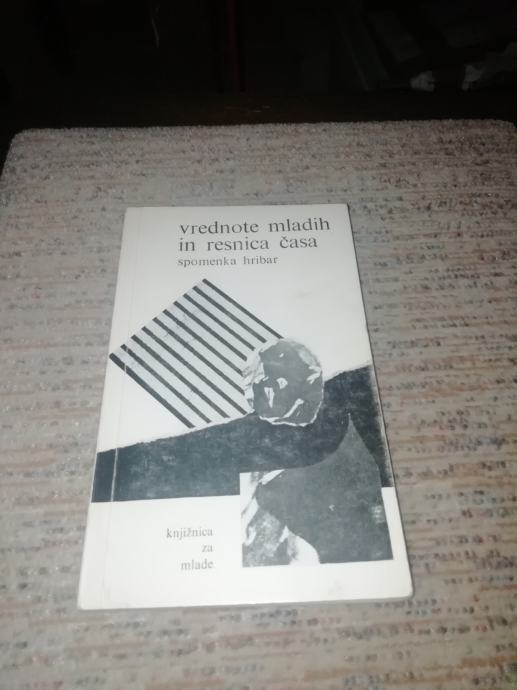 vrednote mladih
in resnica časa
spomenka hribar
knjižnica
za
mlade